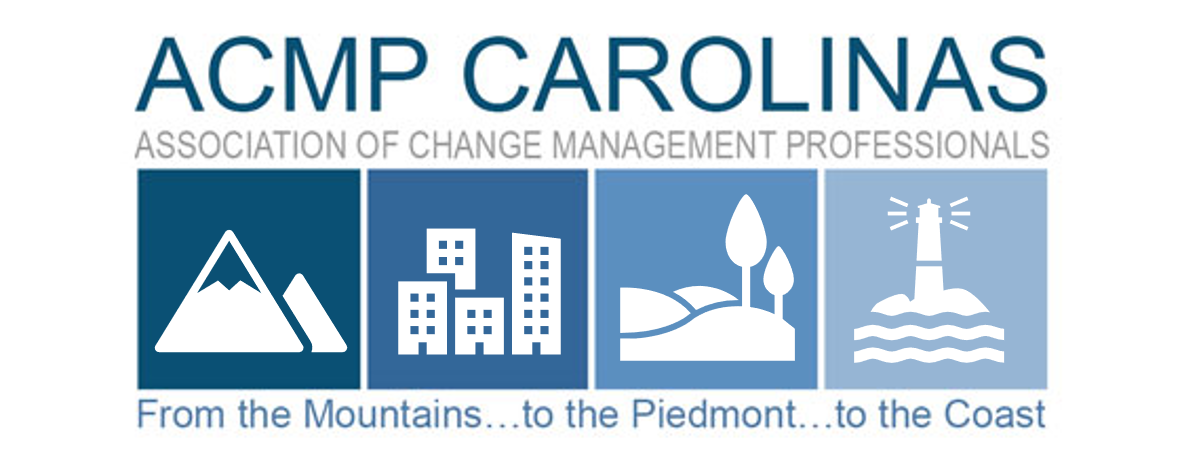 ACMP CAROLINAS
ASSOCIATION OF CHANGE MANAGEMENT PROFESSIONALS
From the Mountains...to the Piedmont...to the Coast